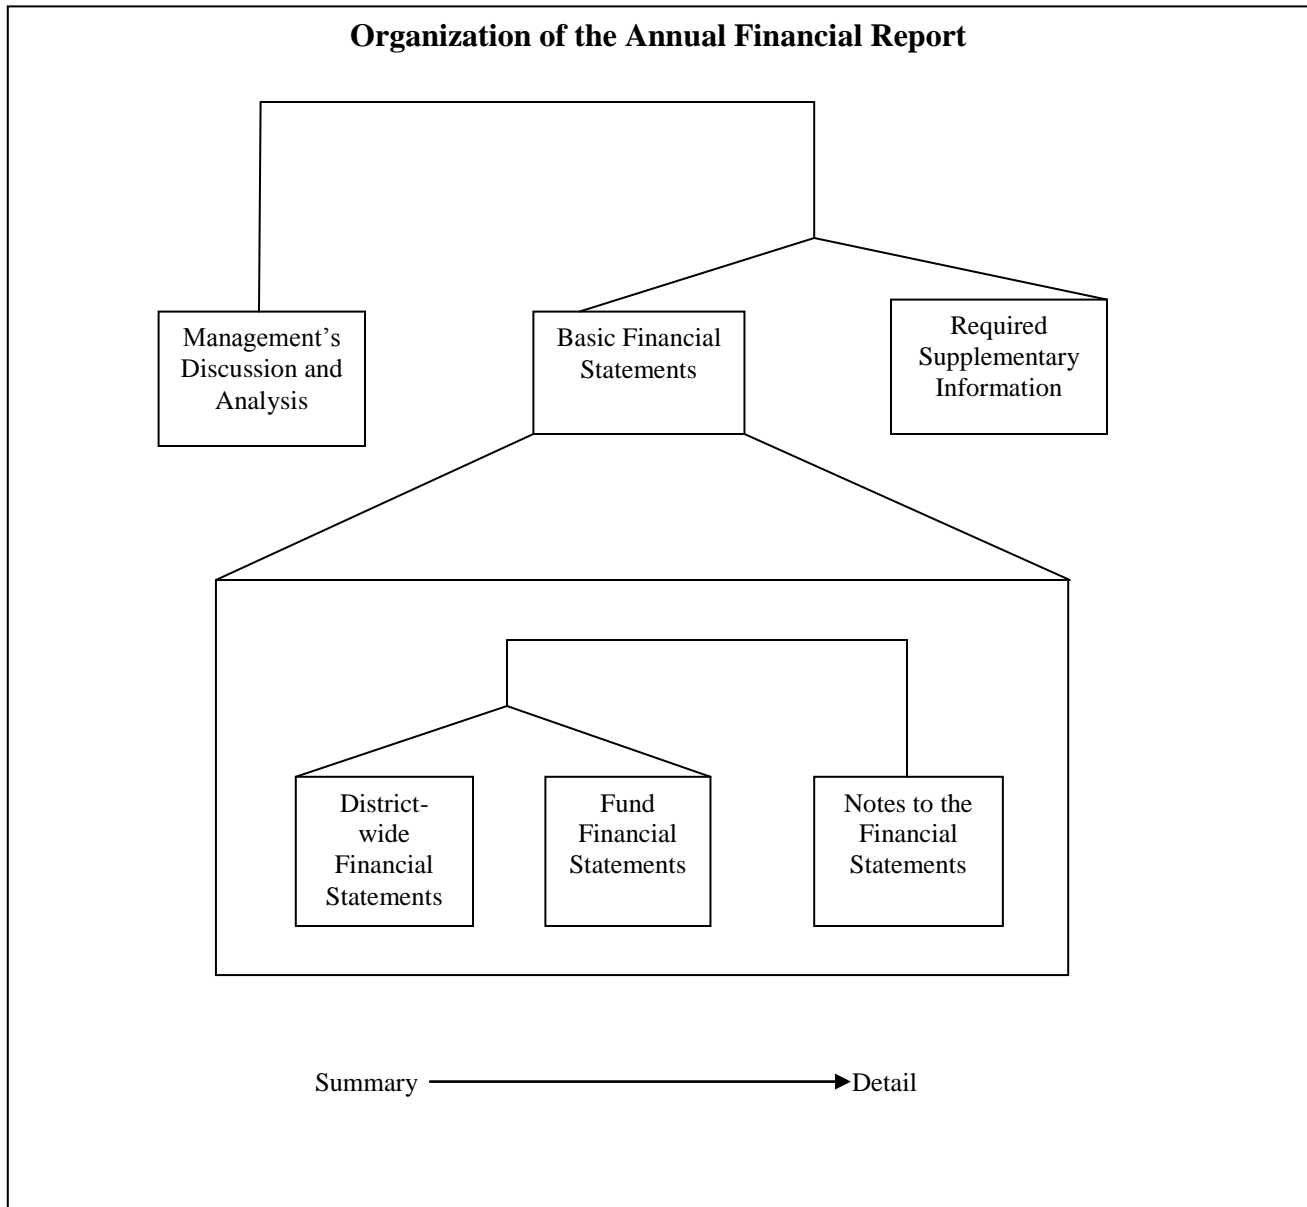 Organization of the Annual Financial Report
Management’s
Discussion and
Analysis
Basic Financial
Statements
Required
Supplementary
Information
District-
wide
Financial
Statements
Fund
Financial
Statements
Notes to the
Financial
Statements
Summary
Detail